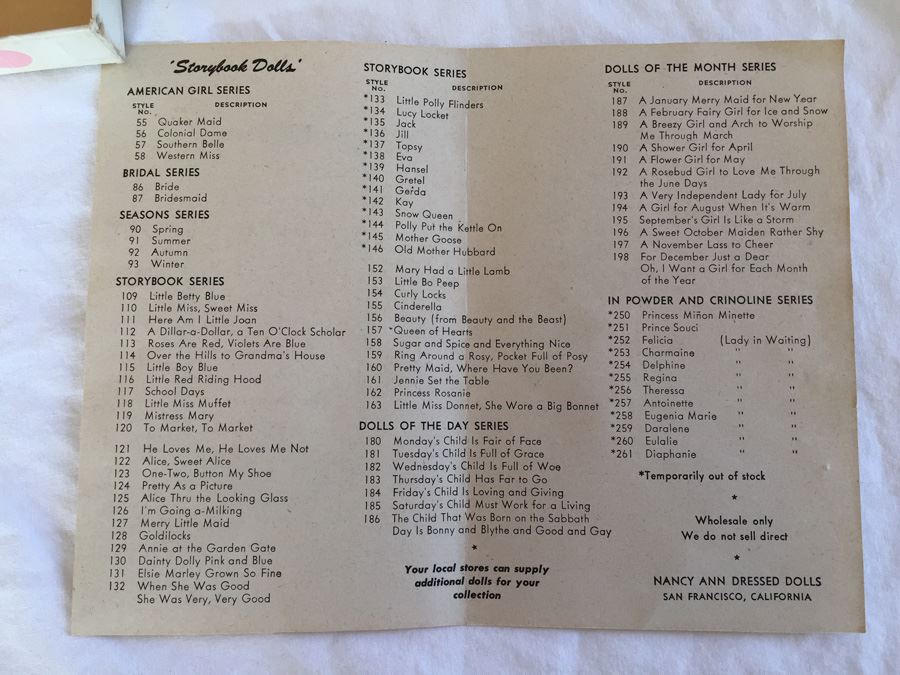 'Storybook Dolls'
AMERICAN GIRL SERIES
STYLE No. DESCRIPTION
55 Quaker Maid
56 Colonial Dame
57 Southern Belle
58 Western Miss
BRIDAL SERIES
86 Bride
87 Bridesmaid
SEASONS SERIES
90 Spring
91 Summer
92 Autumn
93 Winter
STORYBOOK SERIES
109 Little Betty Blue
110 Little Miss, Sweet Miss
111 Here Am I Little Joan
112 A Dillar-a-Dollar, a Ten O'Clock Scholar
113 Roses Are Red, Violets Are Blue
114 Over the Hills to Grandma's House
115 Little Boy Blue
116 Little Red Riding Hood
117 School Days
118 Little Miss Muffet
119 Mistress Mary
120 To Market, To Market
121 He Loves Me, He Loves Me Not
122 Alice, Sweet Alice
123 One-Two, Button My Shoe
124 Pretty As a Picture
125 Alice Thru the Looking Glass
126 I'm Going a-Milking
127 Merry Little Maid
128 Goldilocks
129 Annie at the Garden Gate
130 Dainty Dolly Pink and Blue
131 Elsie Marley Grown So Fine
132 When She Was Good
She Was Very, Very Good
STORYBOOK SERIES
STYLE No. DESCRIPTION
*133 Little Polly Flinders
*134 Lucy Locket
*135 Jack
*136 Jill
*137 Topsy
*138 Eva
*139 Hansel
*140 Gretel
*141 Gerda
*142 Kay
*143 Snow Queen
*144 Polly Put the Kettle On
*145 Mother Goose
*146 Old Mother Hubbard
152 Mary Had a Little Lamb
153 Little Bo Peep
154 Curly Locks
155 Cinderella
156 Beauty (from Beauty and the Beast)
157 Queen of Hearts
158 Sugar and Spice and Everything Nice
159 Ring Around a Rosy, Pocket Full of Posy
160 Pretty Maid, Where Have You Been?
161 Jennie Set the Table
162 Princess Rosanie
163 Little Miss Donnet, She Wore a Big Bonnet
DOLLS OF THE DAY SERIES
180 Monday's Child Is Fair of Face
181 Tuesday's Child Is Full of Grace
182 Wednesday's Child Is Full of Woe
183 Thursday's Child Has Far to Go
184 Friday's Child Is Loving and Giving
185 Saturday's Child Must Work for a Living
186 The Child That Was Born on the Sabbath
Day Is Bonny and Blythe and Good and Gay
*
Your local stores can supply
additional dolls for your
collection
DOLLS OF THE MONTH SERIES
STYLE No. DESCRIPTION
187 A January Merry Maid for New Year
188 A February Fairy Girl for Ice and Snow
189 A Breezy Girl and Arch to Worship
Me Through March
190 A Shower Girl for April
191 A Flower Girl for May
192 A Rosebud Girl to Love Me Through
the June Days
193 A Very Independent Lady for July
194 A Girl for August When It's Warm
195 September's Girl Is Like a Storm
196 A Sweet October Maiden Rather Shy
197 A November Lass to Cheer
198 For December Just a Dear
Oh, I Want a Girl for Each Month
of the Year
IN POWDER AND CRINOLINE SERIES
*250 Princess Miñon Minette
*251 Prince Souci
*252 Felicia (Lady in Waiting)
*253 Charmaine " "
*254 Delphine " "
*255 Regina " "
*256 Theressa " "
*257 Antoinette " "
*258 Eugenia Marie " "
*259 Daralene " "
*260 Eulalie " "
*261 Diaphanie " "
*Temporarily out of stock
*
Wholesale only
We do not sell direct
*
NANCY ANN DRESSED DOLLS
SAN FRANCISCO, CALIFORNIA